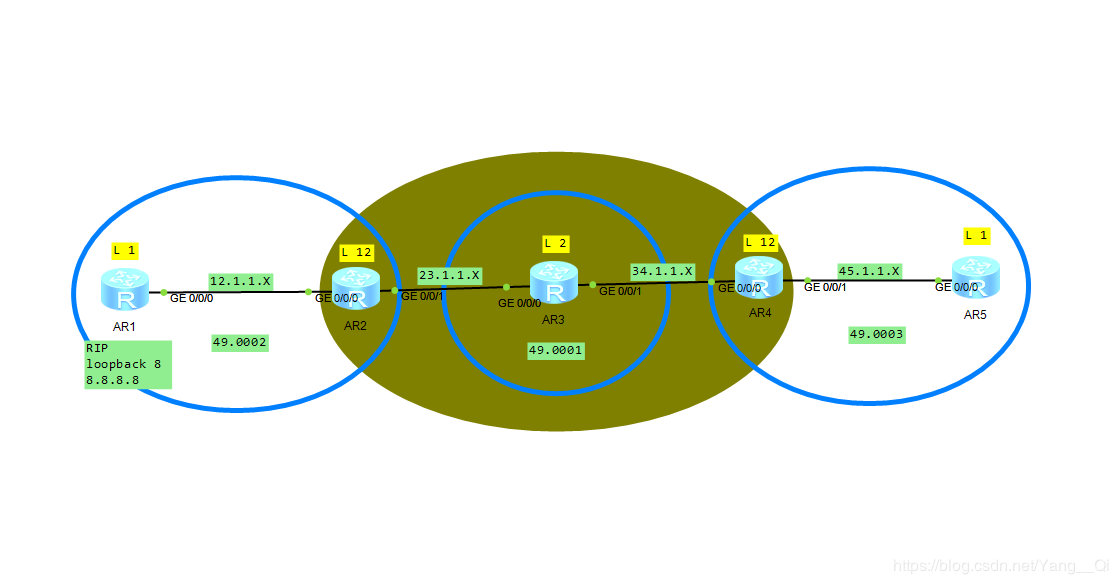 L 1
L 12
L 2
L 12
L 1
12.1.1.X
23.1.1.X
34.1.1.X
45.1.1.X
GE 0/0/0
GE 0/0/0
GE 0/0/1
GE 0/0/0
GE 0/0/1
GE 0/0/0
GE 0/0/1
GE 0/0/0
R
R
R
R
R
AR1
AR2
AR3
AR4
AR5
RIP
loopback 8
8.8.8.8
49.0002
49.0001
49.0003
https://blog.csdn.net/Yang__Qi